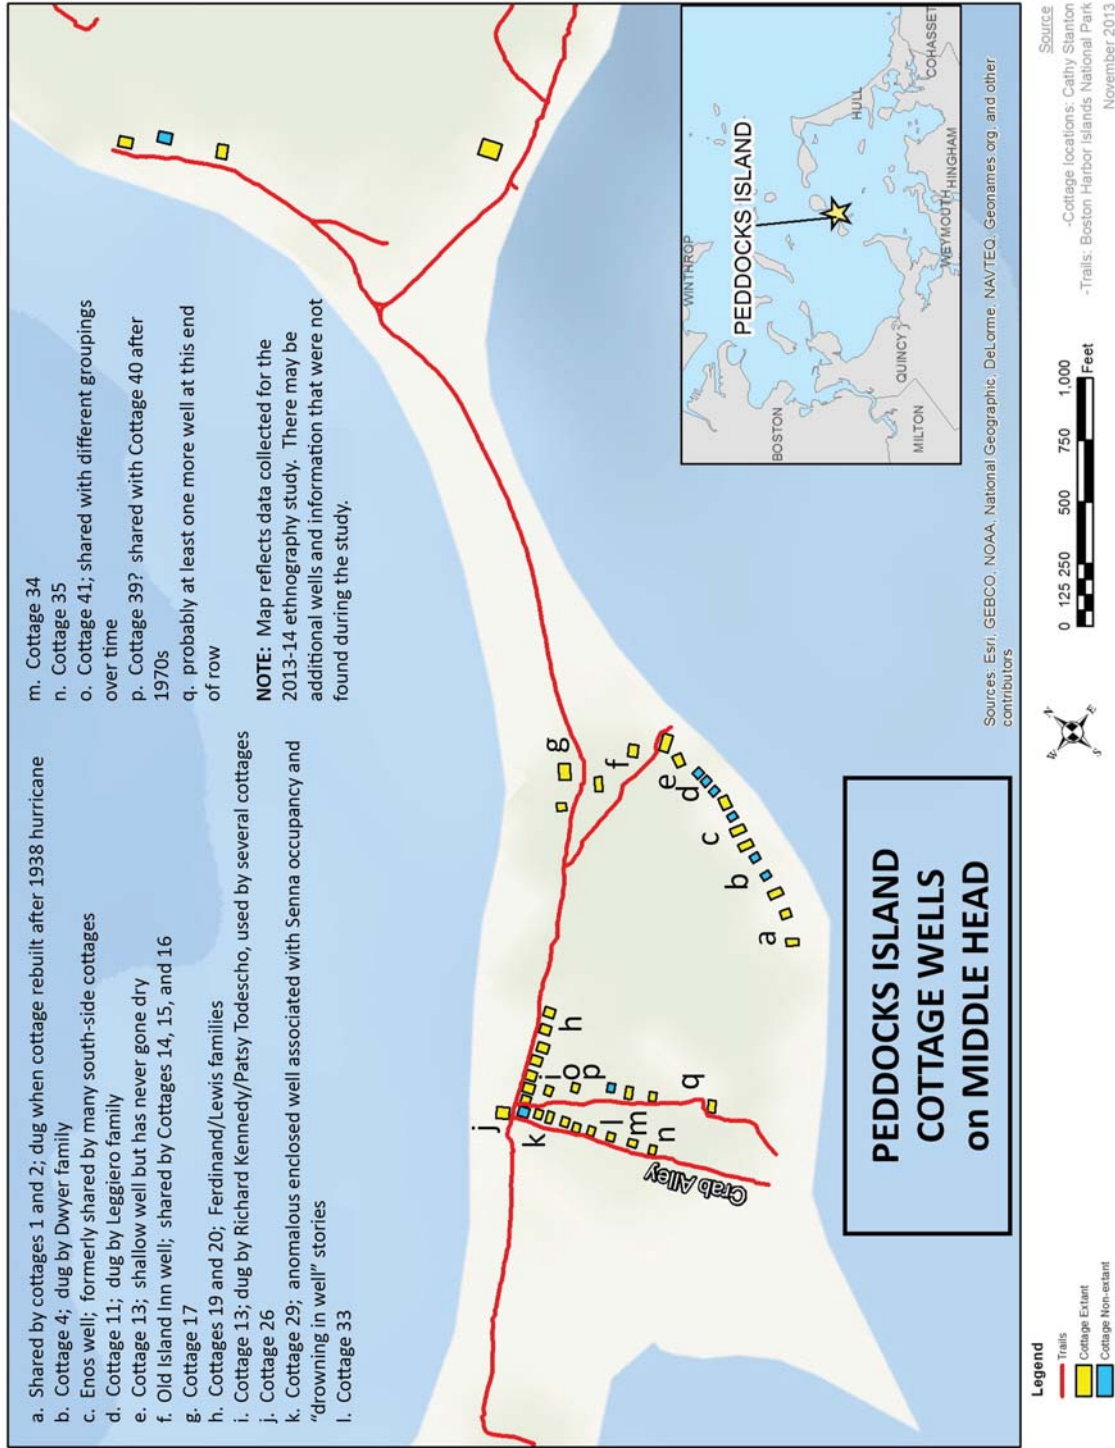 a. Shared by cottages 1 and 2; dug when cottage rebuilt after 1938 hurricane
b. Cottage 4; dug by Dwyer family
c. Enos well; formerly shared by many south-side cottages
d. Cottage 11; dug by Leggiero family
e. Cottage 13; shallow well but has never gone dry
f. Old Island Inn well; shared by Cottages 14, 15, and 16
g. Cottage 17
h. Cottages 19 and 20; Ferdinand/Lewis families
i. Cottage 13; dug by Richard Kennedy/Patsy Todescho, used by several cottages
j. Cottage 26
k. Cottage 29; anomalous enclosed well associated with Senna occupancy and
"drowning in well" stories
l. Cottage 33
m. Cottage 34
n. Cottage 35
o. Cottage 41; shared with different groupings
over time
p. Cottage 39? shared with Cottage 40 after
1970s
q. probably at least one more well at this end
of row
NOTE: Map reflects data collected for the
2013-14 ethnography study. There may be
additional wells and information that were not
found during the study.
j
k
l
m
n
i
o
p
q
h
g
f
e
d
c
b
a
Crab Alley
PEDDOCKS ISLAND
COTTAGE WELLS
on MIDDLE HEAD
WINTHROP
PEDDOCKS ISLAND
BOSTON
HULL
QUINCY
MILTON
WEYMOUTH
HINGHAM
COHASSET
Sources: Esri, GEBCO, NOAA, National Geographic, DeLorme, NAVTEQ, Geonames.org, and other
contributors
Legend
Trails
Cottage Extant
Cottage Non-extant
W
N
S
E
0 125 250 500 750 1,000
Feet
Source
-Cottage locations: Cathy Stanton
-Trails: Boston Harbor Islands National Park
November 2013